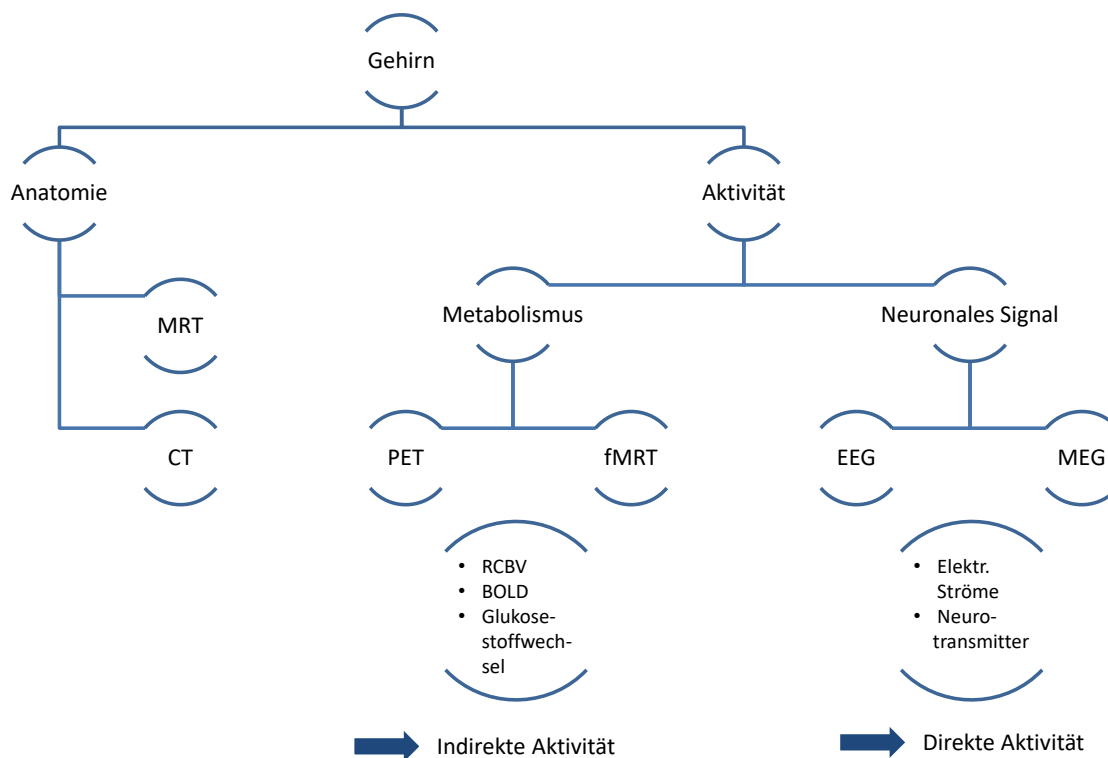 Gehirn
Anatomie
Aktivität
MRT
Metabolismus
Neuronales Signal
CT
PET
fMRT
EEG
MEG
• RCBV
• BOLD
• Glukose-
stoffwech-
sel
• Elektr.
Ströme
• Neuro-
transmitter
Indirekte Aktivität
Direkte Aktivität